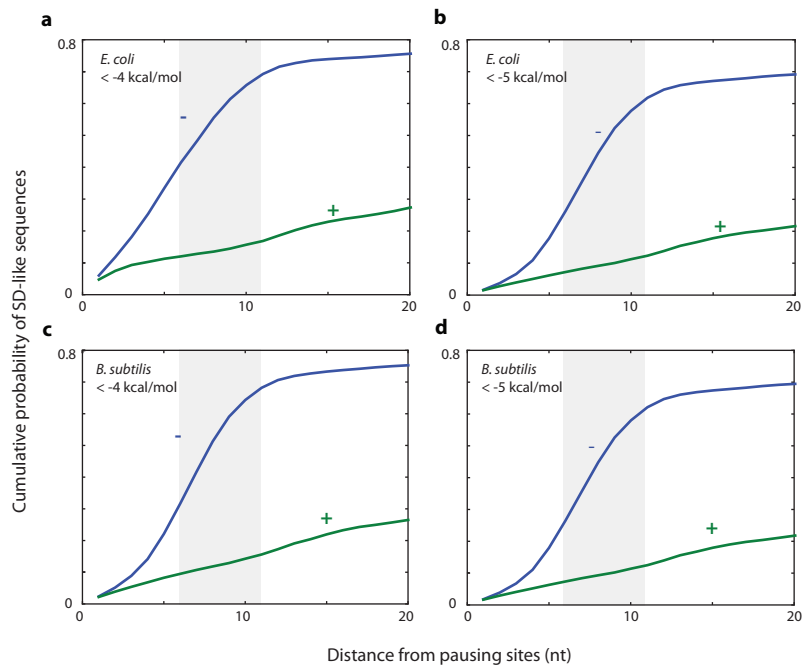 a
0.8
E. coli
< -4 kcal/mol
-
+
0
0
10
20
b
0.8
E. coli
< -5 kcal/mol
-
+
0
0
10
20
c
0.8
B. subtilis
< -4 kcal/mol
-
+
0
0
10
20
d
0.8
B. subtilis
< -5 kcal/mol
-
+
0
0
10
20
Cumulative probability of SD-like sequences
Distance from pausing sites (nt)